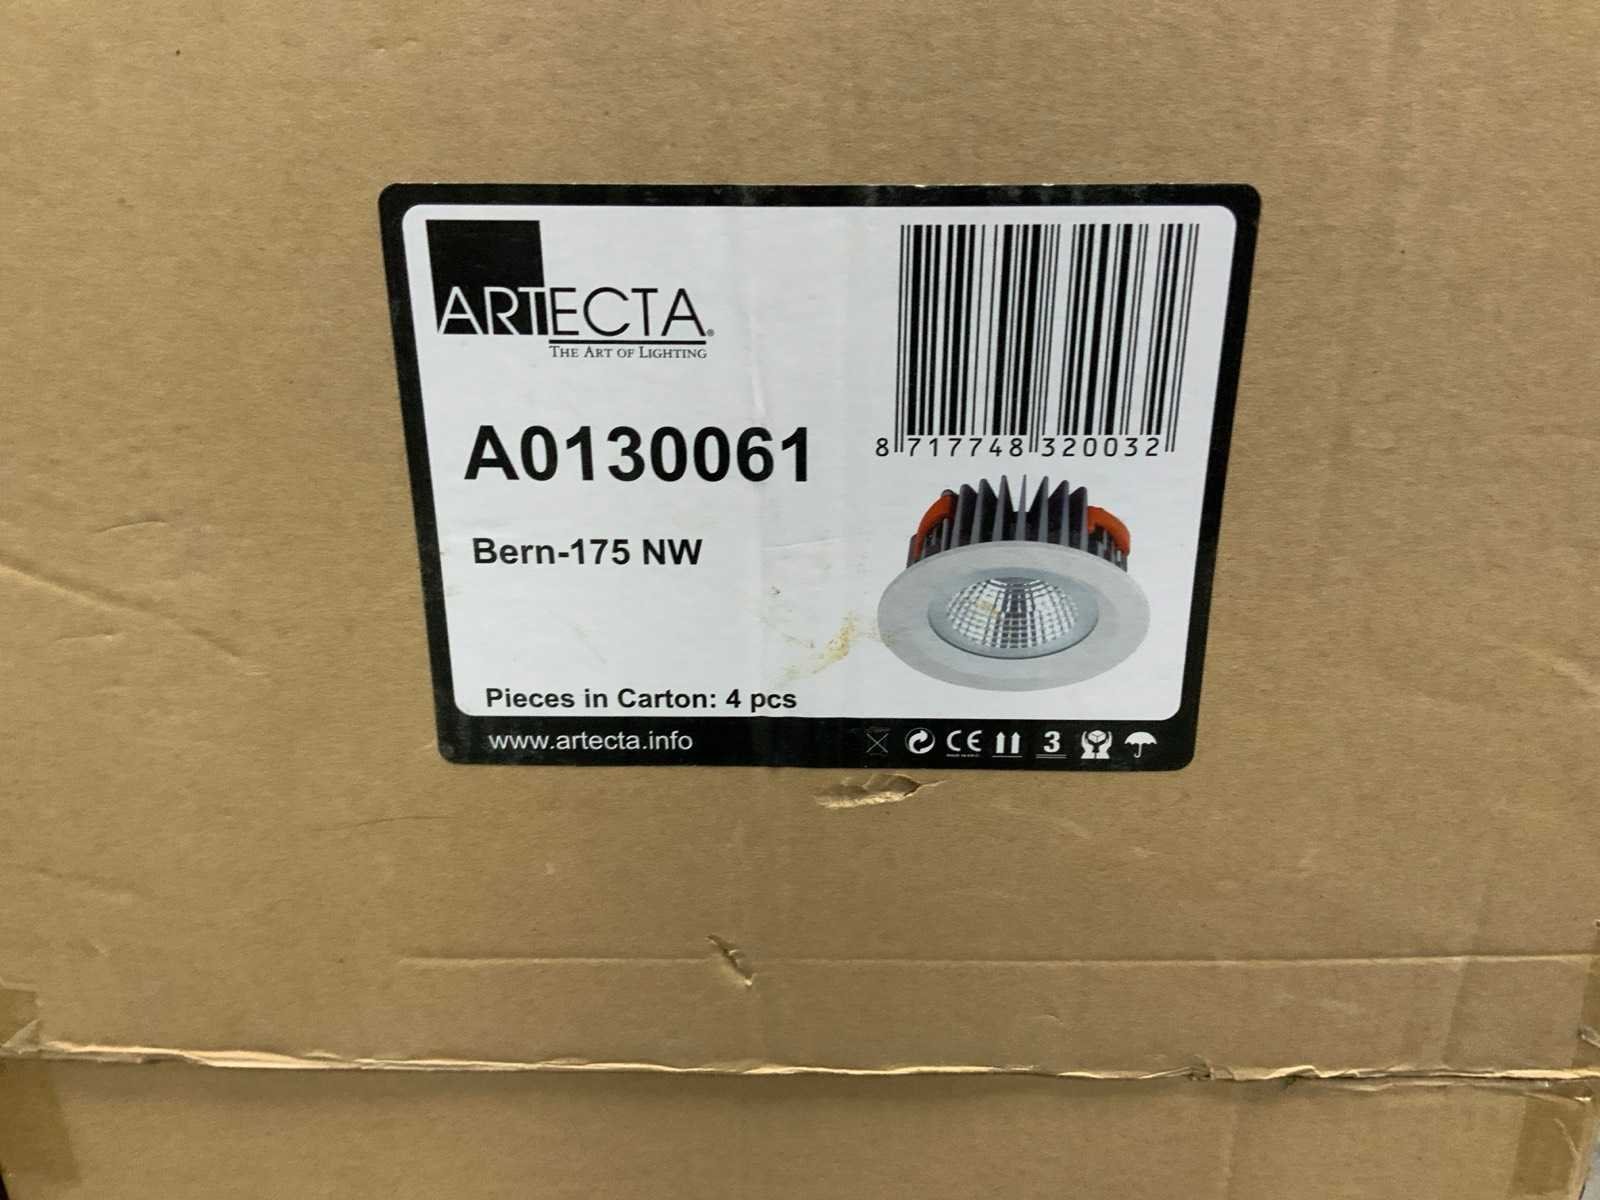 ARTECTA®
THE ART OF LIGHTING
8 717748 320032
A0130061
Bern-175 NW
Pieces in Carton: 4 pcs
www.artecta.info
CE
3